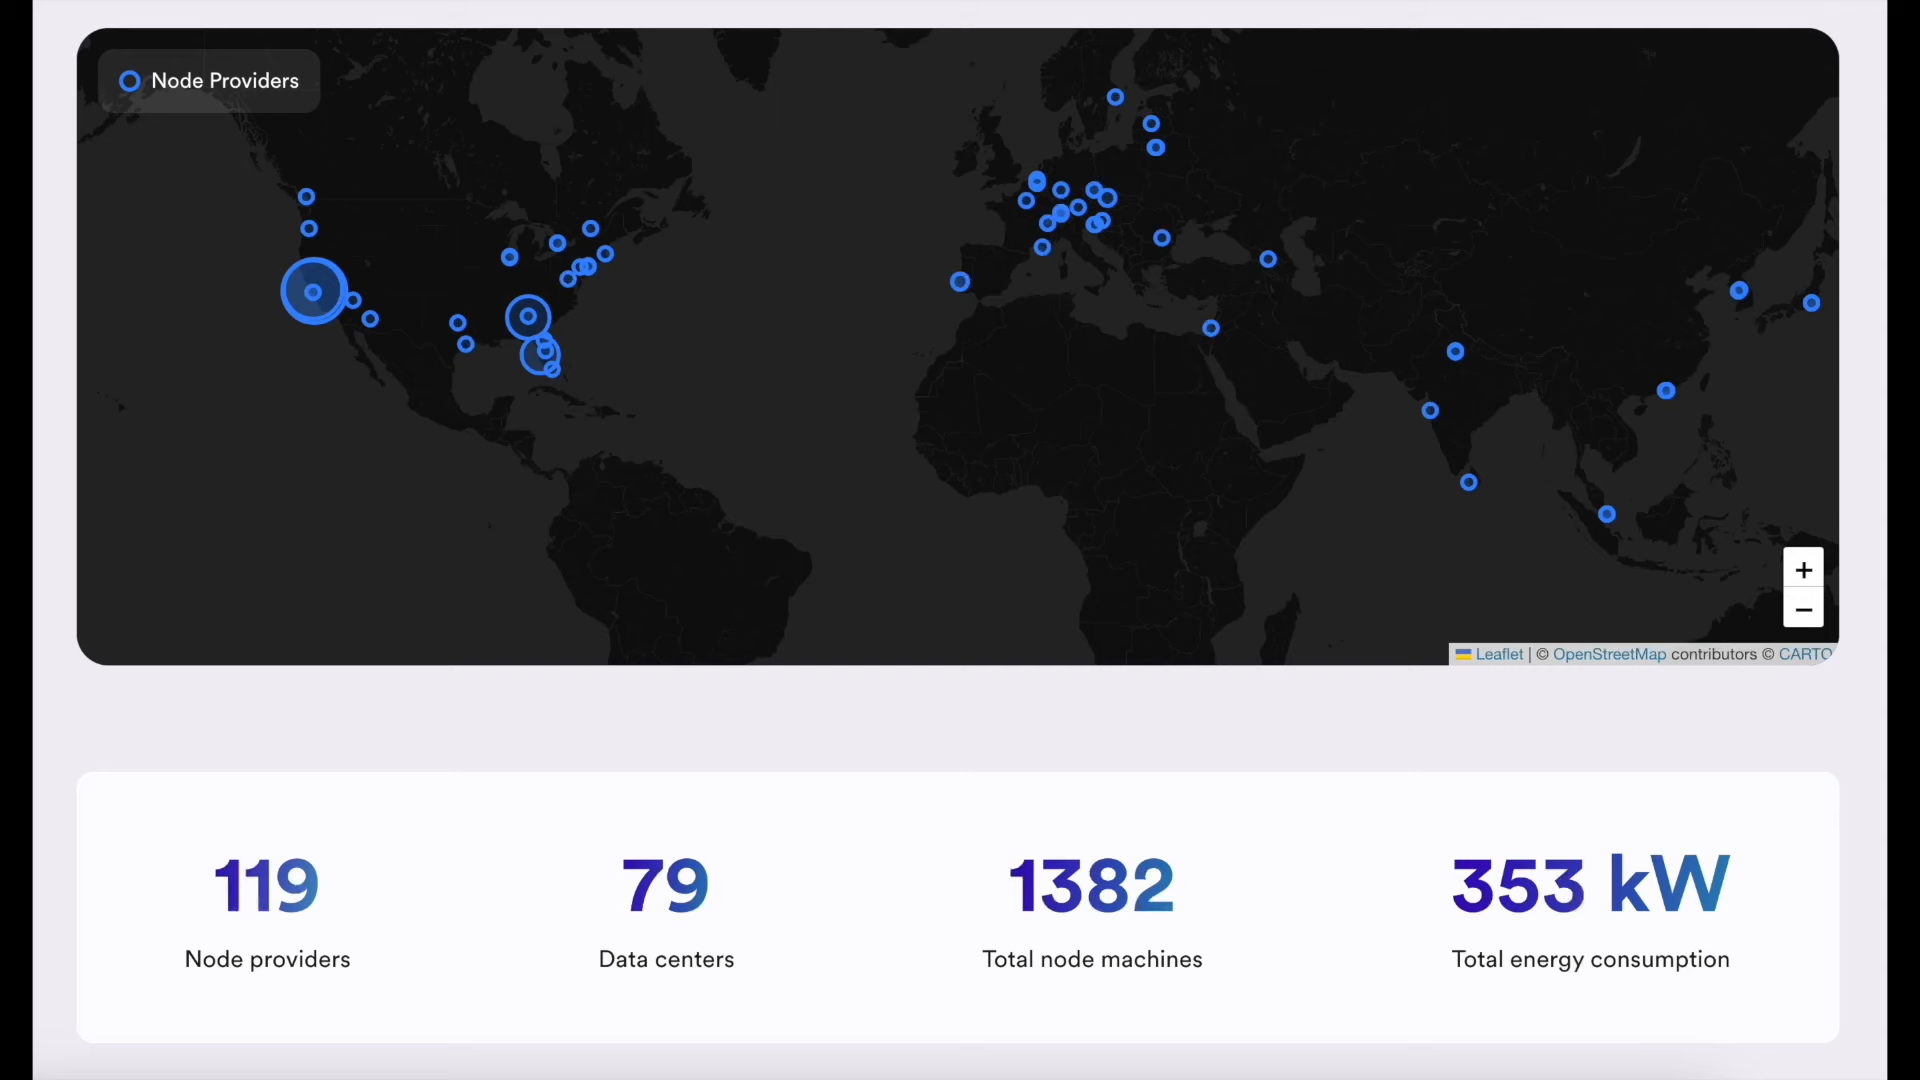 Node Providers
+
−
Leaflet | © OpenStreetMap contributors © CARTO
119
Node providers
79
Data centers
1382
Total node machines
353 kW
Total energy consumption